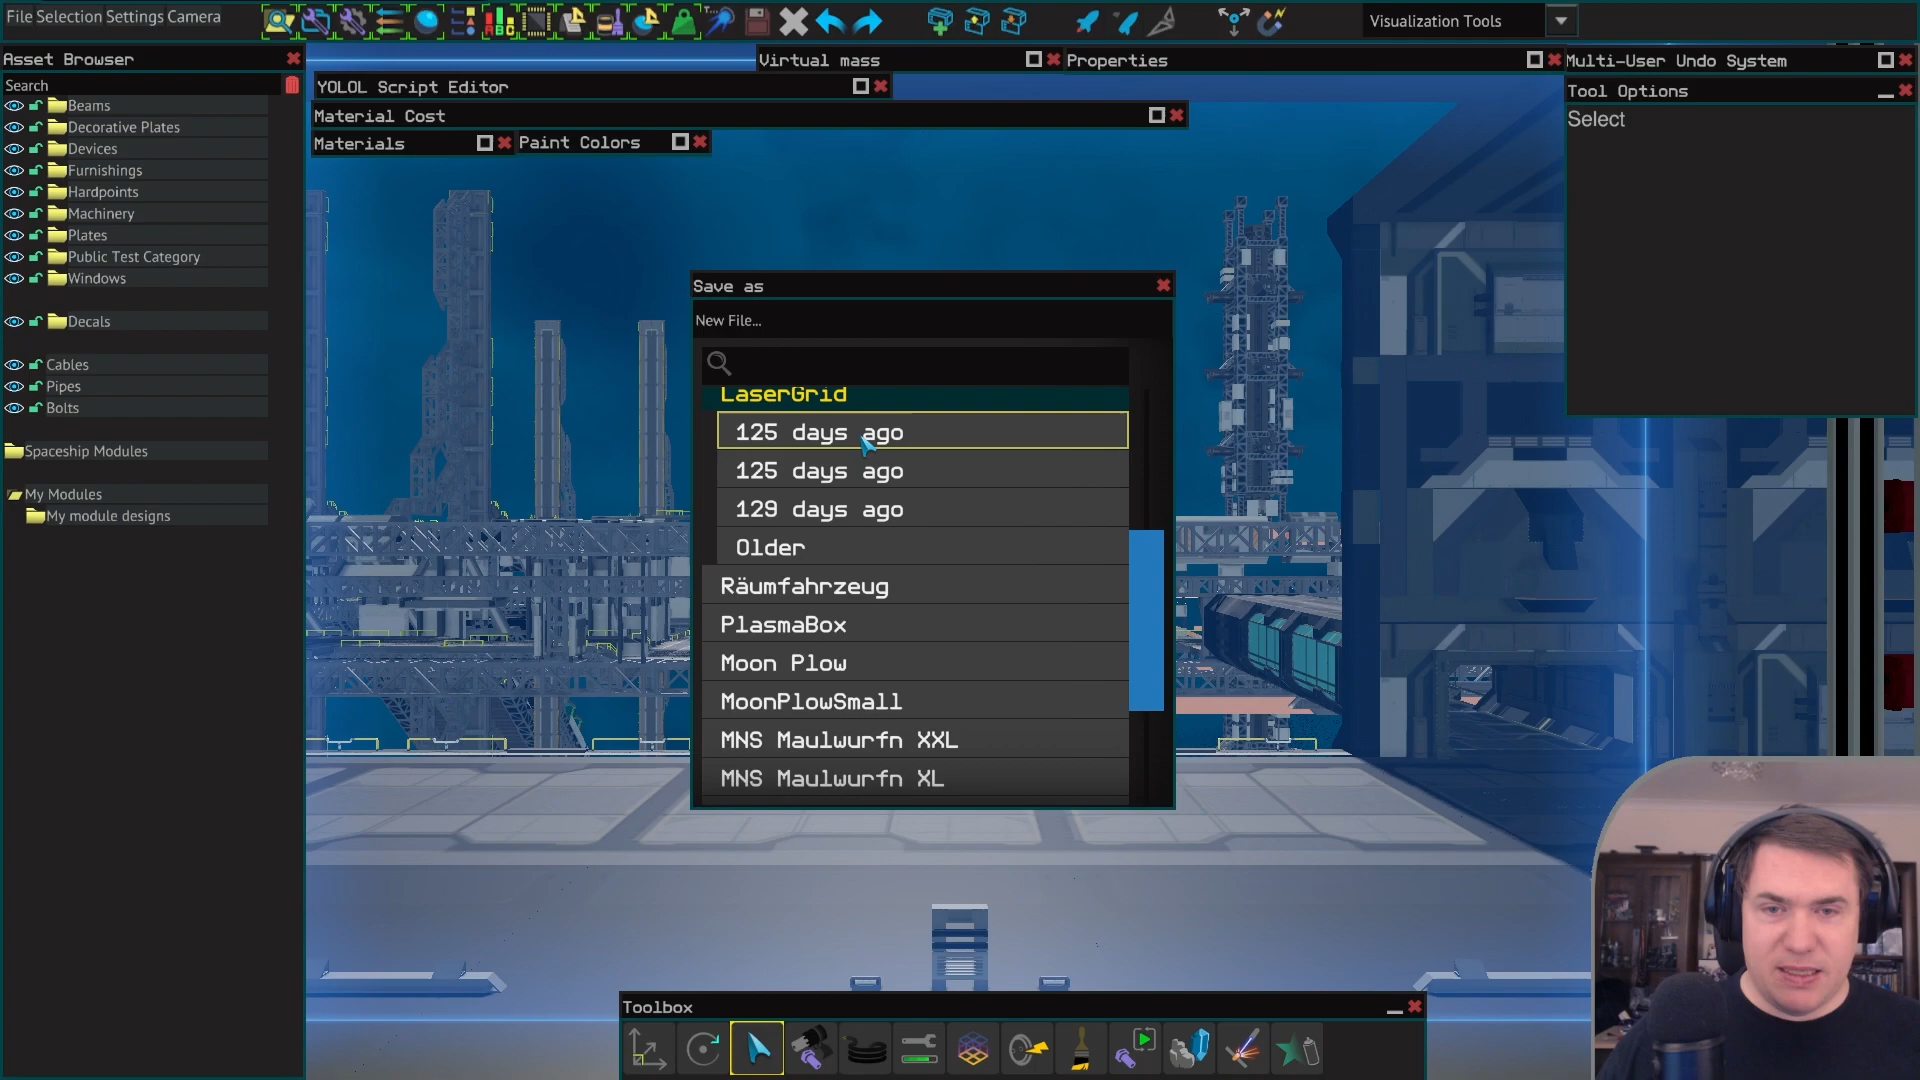 File Selection Settings Camera
Visualization Tools
Asset Browser
Search
Beams
Decorative Plates
Devices
Furnishings
Hardpoints
Machinery
Plates
Public Test Category
Windows
Decals
Cables
Pipes
Bolts
Spaceship Modules
My Modules
My module designs
Virtual mass
Properties
YOLOL Script Editor
Material Cost
Materials
Paint Colors
Multi-User Undo System
Tool Options
Select
Save as
New File...
LaserGrid
125 days ago
125 days ago
129 days ago
Older
Räumfahrzeug
PlasmaBox
Moon Plow
MoonPlowSmall
MNS Maulwurfn XXL
MNS Maulwurfn XL
Toolbox